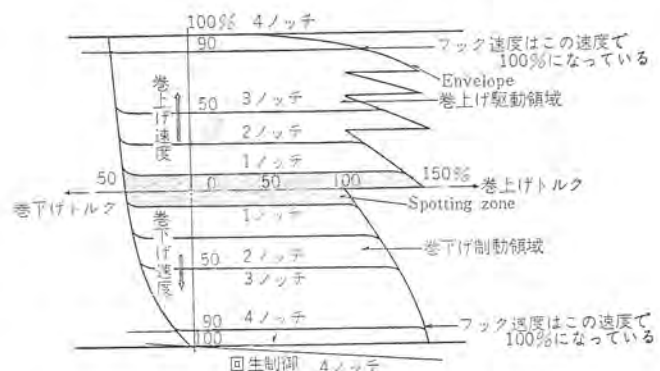 100% 4ノッチ
90
フック速度はこの速度で
100%になっている
Envelope
巻上げ駆動領域
巻上げ速度
50 3ノッチ
2ノッチ
1ノッチ
50 0 50 100 150%
巻上げトルク
巻下げトルク
Spotting zone
巻下げ速度
1ノッチ
巻下げ制動領域
50 2ノッチ
3ノッチ
90 4ノッチ
100
フック速度はこの速度で
100%になっている
回生制御 4ノッチ